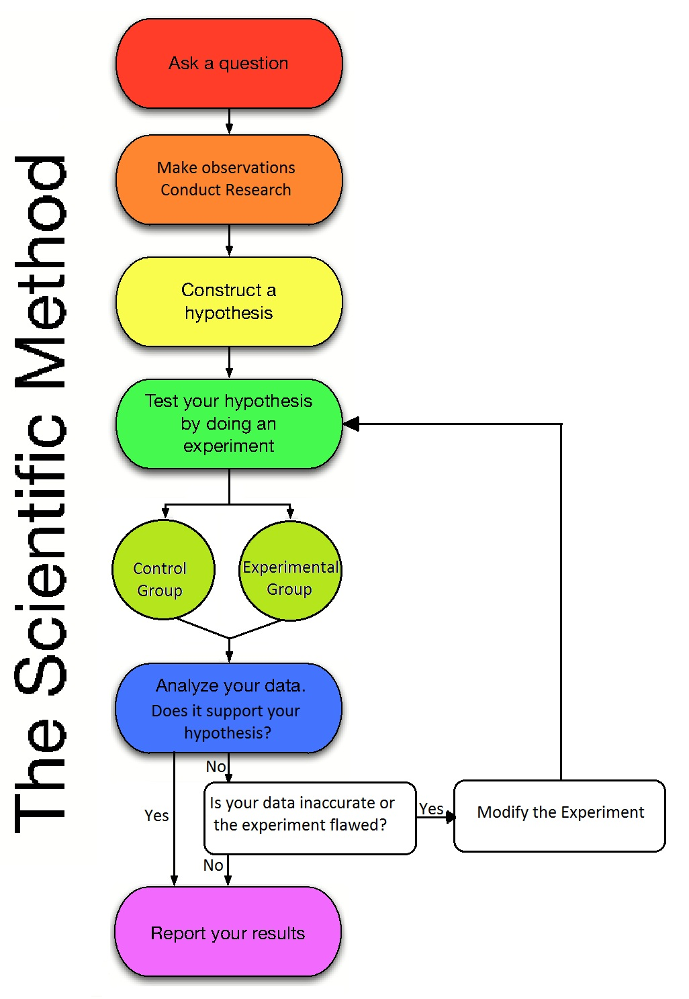 The Scientific Method
Ask a question
Make observations
Conduct Research
Construct a
hypothesis
Test your hypothesis
by doing an
experiment
Control
Group
Experimental
Group
Analyze your data.
Does it support your
hypothesis?
No
Yes
Is your data inaccurate or
the experiment flawed?
Yes
Modify the Experiment
No
Report your results